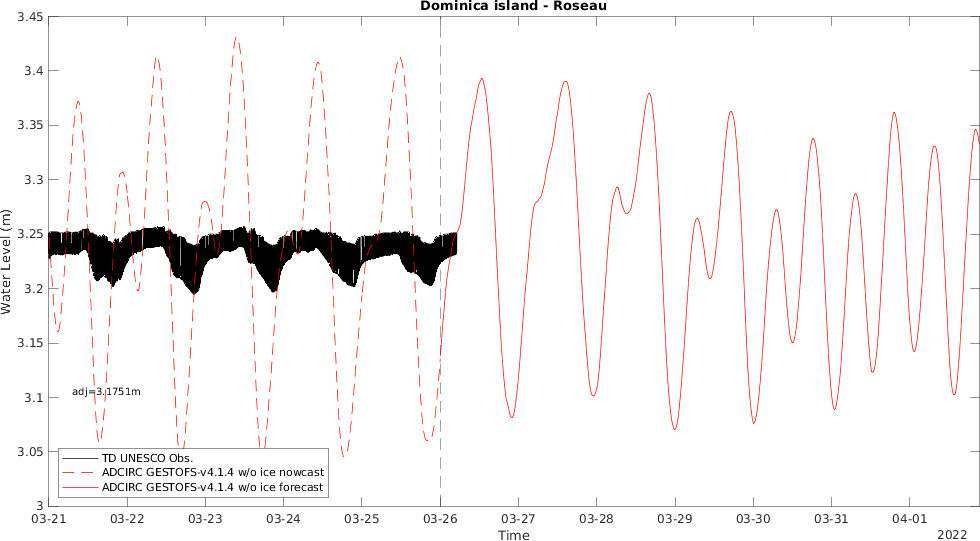 Dominica island - Roseau
3.45
3.4
3.35
3.3
3.25
3.2
3.15
3.1
3.05
3
Water Level (m)
adj=3.1751m
TD UNESCO Obs.
ADCIRC GESTOFS-v4.1.4 w/o ice nowcast
ADCIRC GESTOFS-v4.1.4 w/o ice forecast
03-21 03-22 03-23 03-24 03-25 03-26 03-27 03-28 03-29 03-30 03-31 04-01
Time
2022